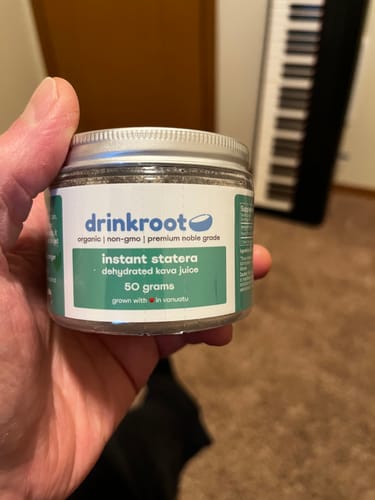 drinkroot
organic | non-gmo | premium noble grade
instant statera
dehydrated kava juice
50 grams
grown with ❤ in vanuatu